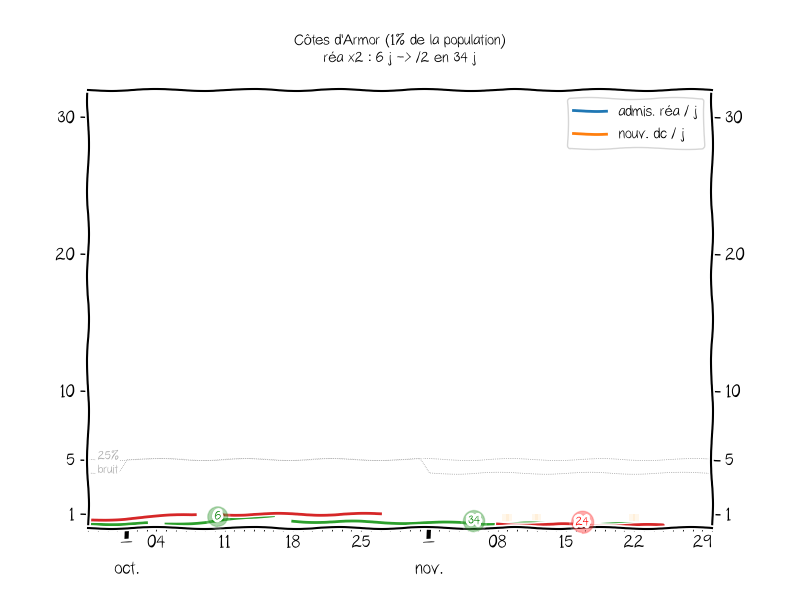 Côtes d'Armor (1% de la population)
réa x2 : 6 j -> /2 en 34 j
admis. réa / j
nouv. dc / j
30 30
20 20
10 10
5 25% 5
bruit
1 6 34 24 1
04 11 18 25 08 15 22 29
oct. nov.